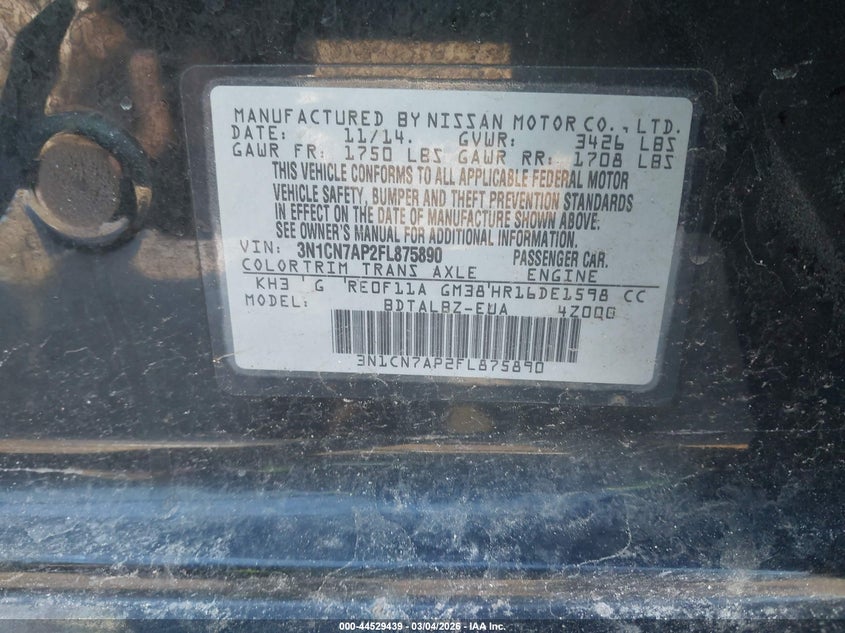 MANUFACTURED BY NISSAN MOTOR CO., LTD.
DATE: 11/14. GVWR: 3426 LBS
GAWR FR: 1750 LBS GAWR RR: 1708 LBS
THIS VEHICLE CONFORMS TO ALL APPLICABLE FEDERAL MOTOR
VEHICLE SAFETY, BUMPER AND THEFT PREVENTION STANDARDS
IN EFFECT ON THE DATE OF MANUFACTURE SHOWN ABOVE.
SEE OWNER'S MANUAL FOR ADDITIONAL INFORMATION.
VIN: 3N1CN7AP2FL875890 PASSENGER CAR.
COLOR TRIM TRANS AXLE ENGINE
KH3 'G 'RE0F11A GM38'HR16DE1598 CC
MODEL: BDTALBZ-EUA 4Z000
3N1CN7AP2FL875890
000-44529439 - 03/04/2026 - IAA Inc.